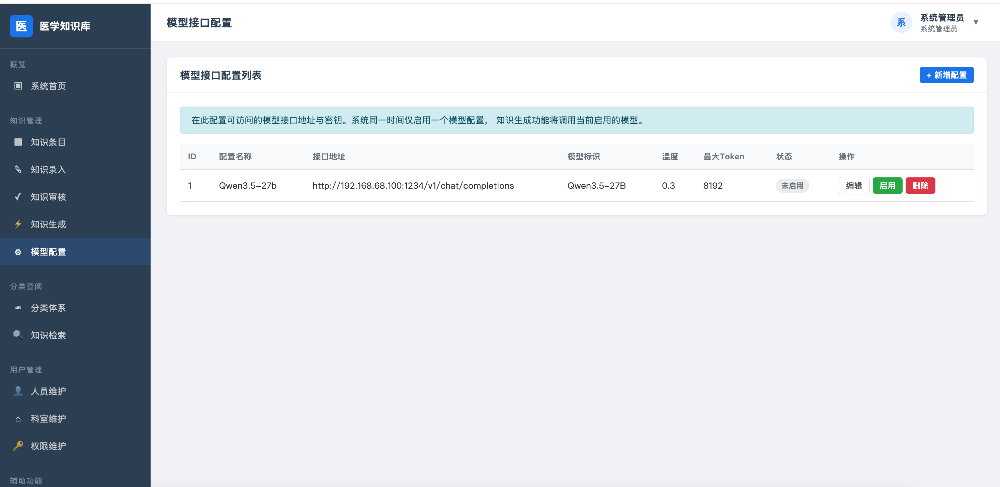 医 医学知识库
概览
系统首页
知识管理
知识条目
知识录入
知识审核
知识生成
模型配置
分类查阅
分类体系
知识检索
用户管理
人员维护
科室维护
权限维护
辅助功能
模型接口配置
系 系统管理员
系统管理员
模型接口配置列表
+ 新增配置
在此配置可访问的模型接口地址与密钥。系统同一时间仅启用一个模型配置， 知识生成功能将调用当前启用的模型。
ID 配置名称 接口地址 模型标识 温度 最大Token 状态 操作
1 Qwen3.5-27b http://192.168.68.100:1234/v1/chat/completions Qwen3.5-27B 0.3 8192 未启用 编辑 启用 删除